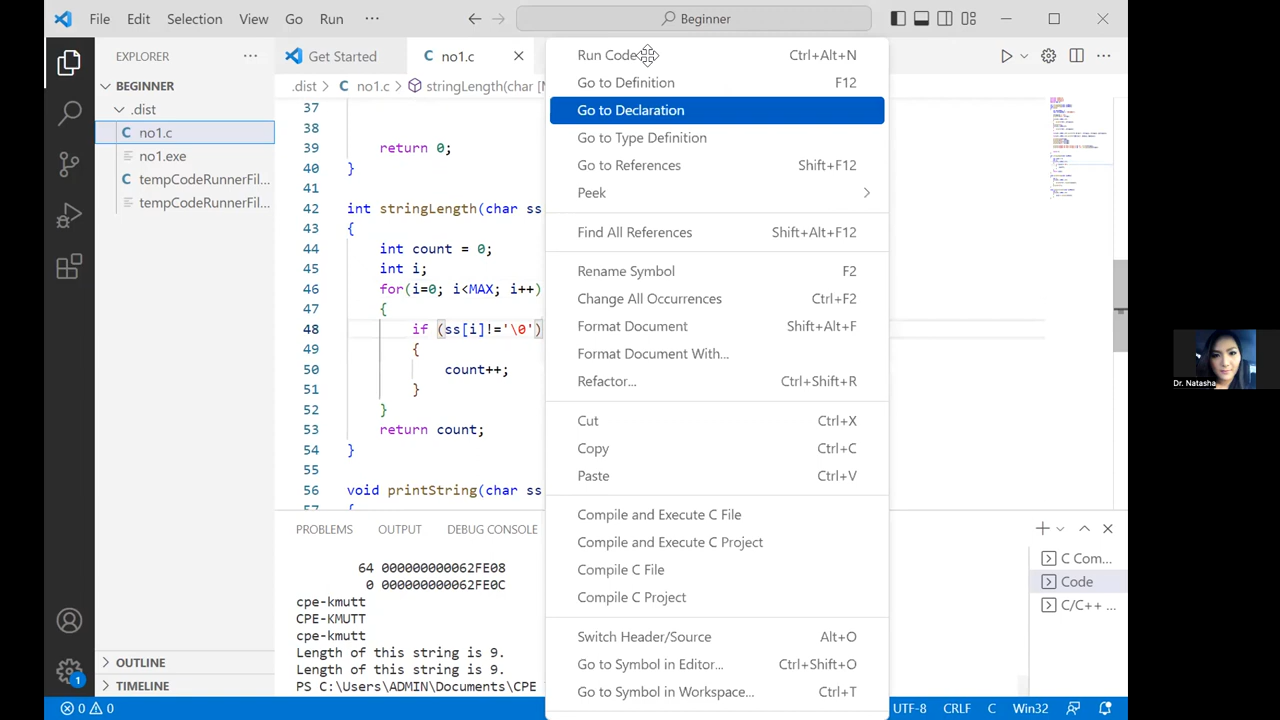 File Edit Selection View Go Run ··· Beginner
EXPLORER ···
BEGINNER
.dist
no1.c
no1.exe
tempCodeRunnerFil...
tempCodeRunnerFil...
OUTLINE
TIMELINE
Get Started
no1.c
.dist > no1.c > stringLength(char [
37
38
39 return 0;
40 }
41
42 int stringLength(char ss
43 {
44 int count = 0;
45 int i;
46 for(i=0; i<MAX; i++)
47 {
48 if (ss[i]!='\0')
49 {
50 count++;
51 }
52 }
53 return count;
54 }
55
56 void printString(char ss
57 {
Run Code Ctrl+Alt+N
Go to Definition F12
Go to Declaration
Go to Type Definition
Go to References Shift+F12
Peek
Find All References Shift+Alt+F12
Rename Symbol F2
Change All Occurrences Ctrl+F2
Format Document Shift+Alt+F
Format Document With...
Refactor... Ctrl+Shift+R
Cut Ctrl+X
Copy Ctrl+C
Paste Ctrl+V
Compile and Execute C File
Compile and Execute C Project
Compile C File
Compile C Project
Switch Header/Source Alt+O
Go to Symbol in Editor... Ctrl+Shift+O
Go to Symbol in Workspace... Ctrl+T
PROBLEMS OUTPUT DEBUG CONSOLE
64 000000000062FE08
0 000000000062FE0C
cpe-kmutt
CPE-KMUTT
cpe-kmutt
Length of this string is 9.
Length of this string is 9.
PS C:\Users\ADMIN\Documents\CPE
C Com...
Code
C/C++ ...
1
0 0
UTF-8 CRLF C Win32
Dr. Natasha